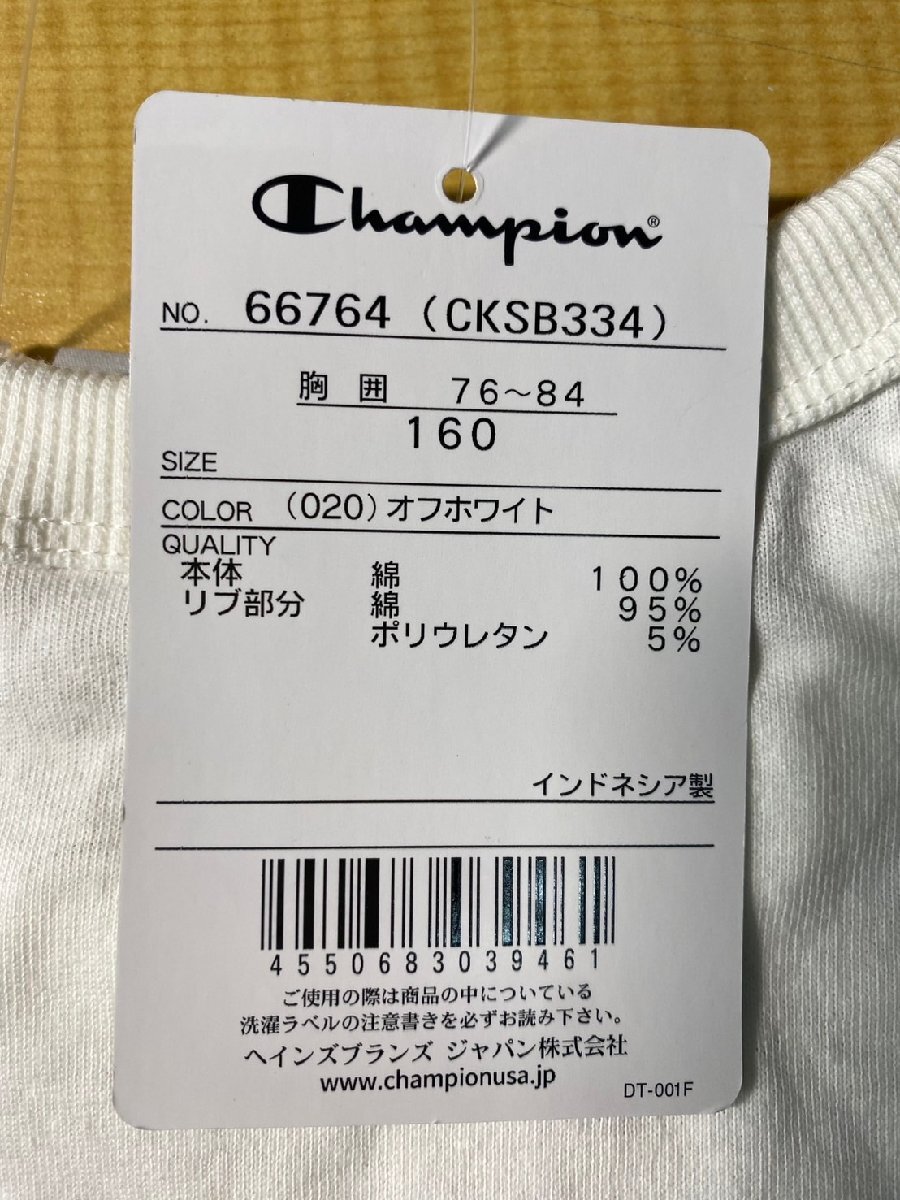 Champion®
NO. 66764 (CKSB334)
胸囲 76～84
160
SIZE
COLOR (020)オフホワイト
QUALITY
本体 綿 100%
リブ部分 綿 95%
ポリウレタン 5%
インドネシア製
4550683039461
ご使用の際は商品の中についている
洗濯ラベルの注意書きを必ずお読み下さい。
ヘインズブランズ ジャパン株式会社
www.championusa.jp
DT-001F